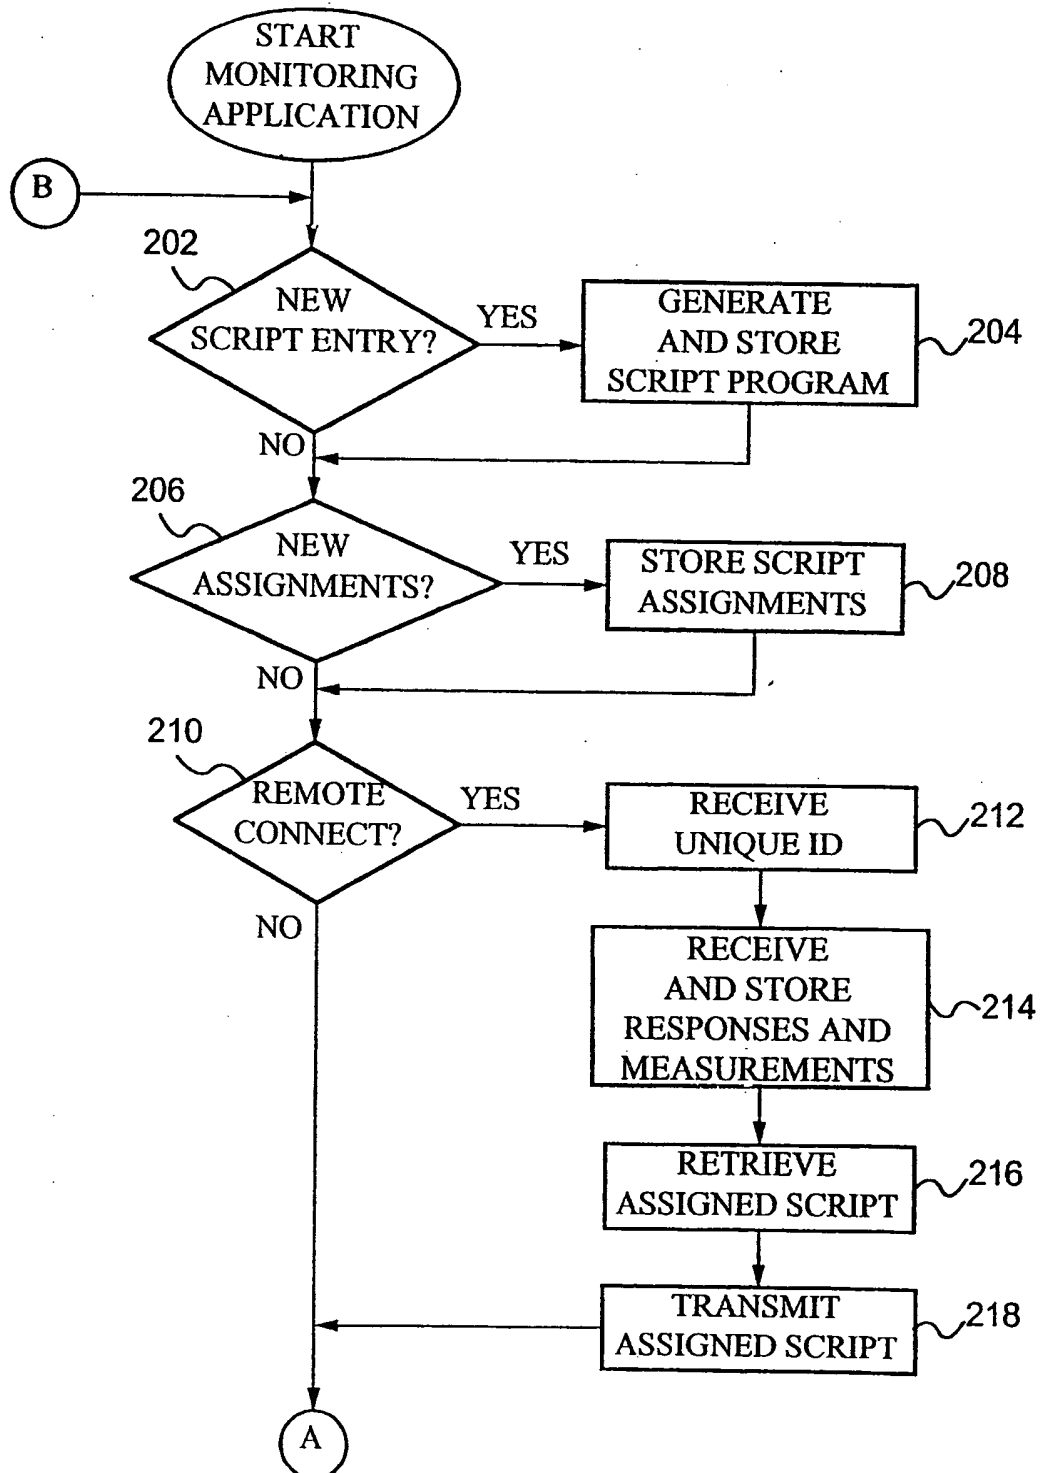 START
MONITORING
APPLICATION
B
202
NEW
SCRIPT ENTRY?
YES
GENERATE
AND STORE
SCRIPT PROGRAM
204
NO
206
NEW
ASSIGNMENTS?
YES
STORE SCRIPT
ASSIGNMENTS
208
NO
210
REMOTE
CONNECT?
YES
RECEIVE
UNIQUE ID
212
NO
RECEIVE
AND STORE
RESPONSES AND
MEASUREMENTS
214
RETRIEVE
ASSIGNED SCRIPT
216
TRANSMIT
ASSIGNED SCRIPT
218
A